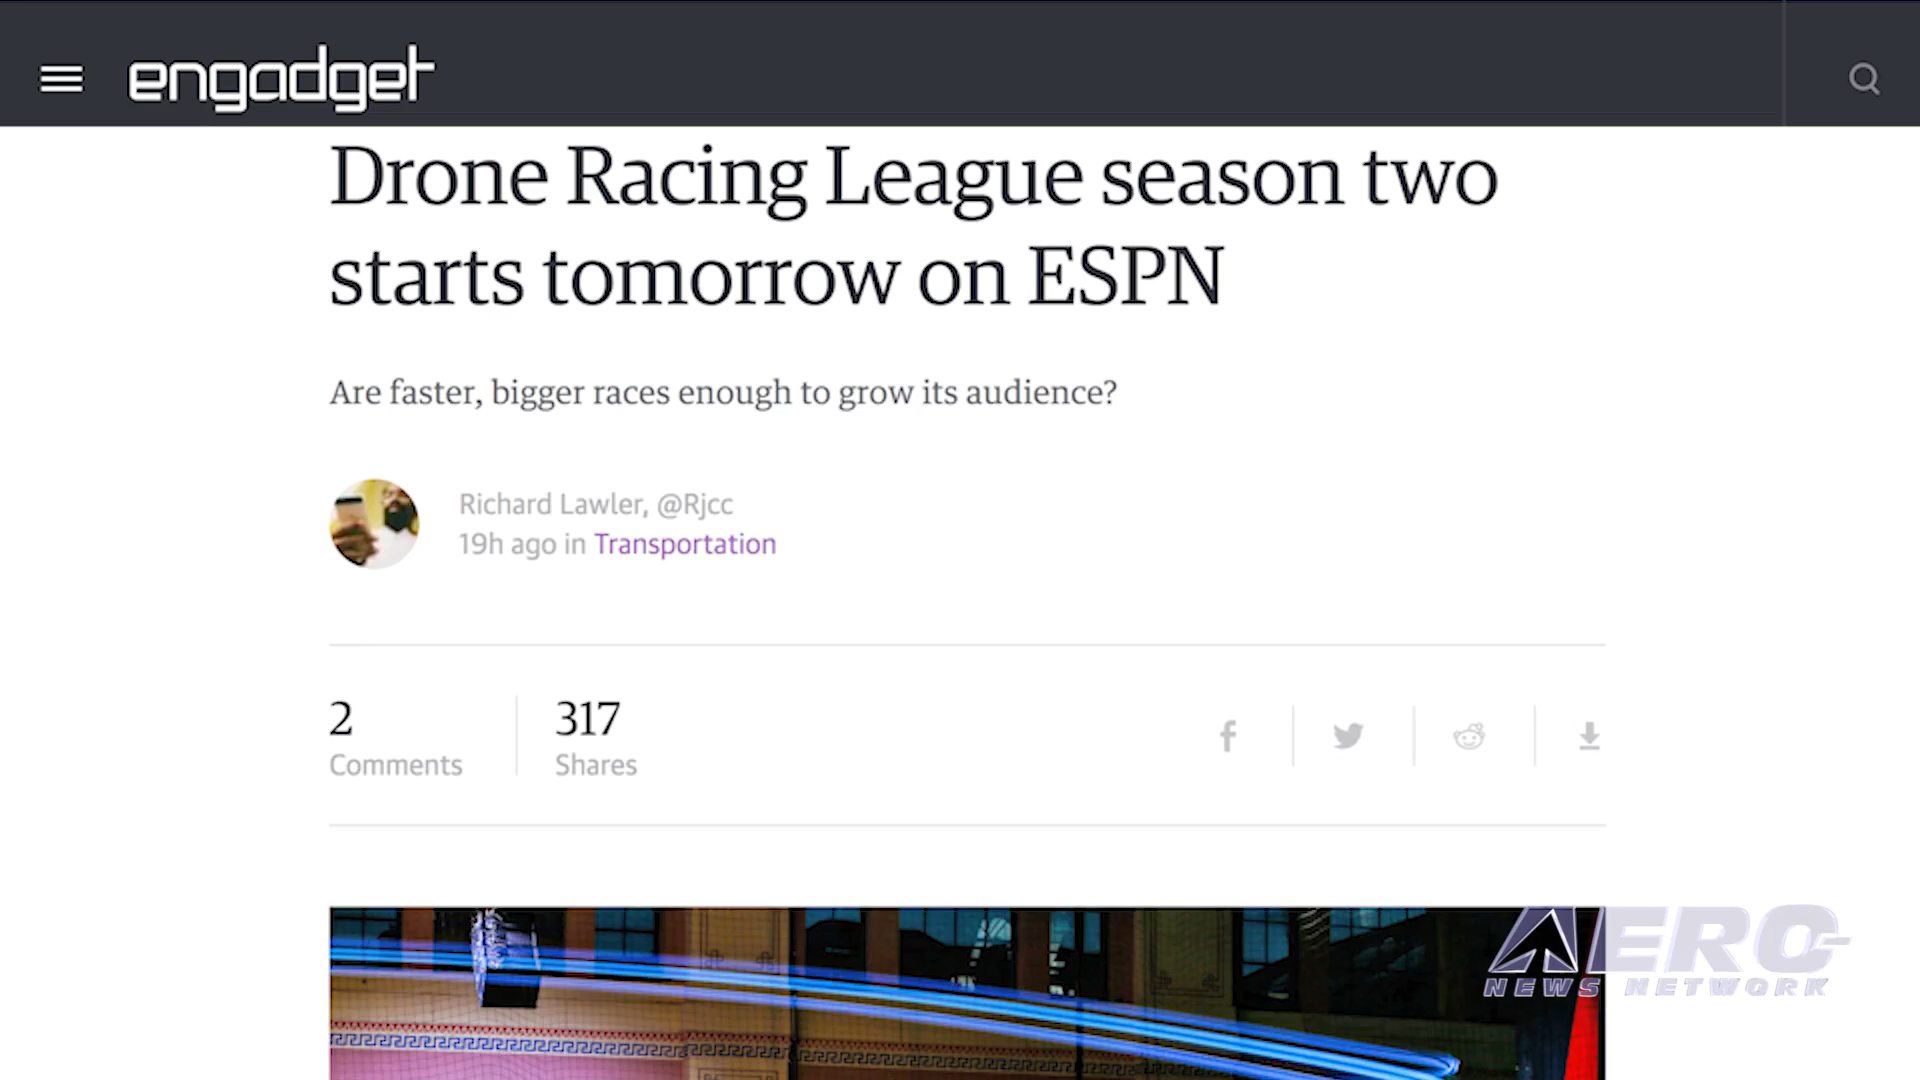 engadget
Drone Racing League season two
starts tomorrow on ESPN
Are faster, bigger races enough to grow its audience?
Richard Lawler, @Rjcc
19h ago in Transportation
2
Comments
317
Shares
AERO
NEWS NETWORK